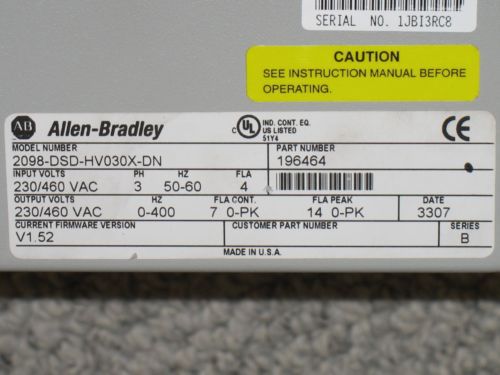 SERIAL NO. 1JBI3RC8
CAUTION
SEE INSTRUCTION MANUAL BEFORE
OPERATING.
AB Allen-Bradley
C UL US IND. CONT. EQ.
US LISTED
51Y4
CE
MODEL NUMBER PART NUMBER
2098-DSD-HV030X-DN 196464
INPUT VOLTS PH HZ FLA
230/460 VAC 3 50-60 4
OUTPUT VOLTS HZ FLA CONT. FLA PEAK DATE
230/460 VAC 0-400 7 0-PK 14 0-PK 3307
CURRENT FIRMWARE VERSION CUSTOMER PART NUMBER SERIES
V1.52 B
MADE IN U.S.A.